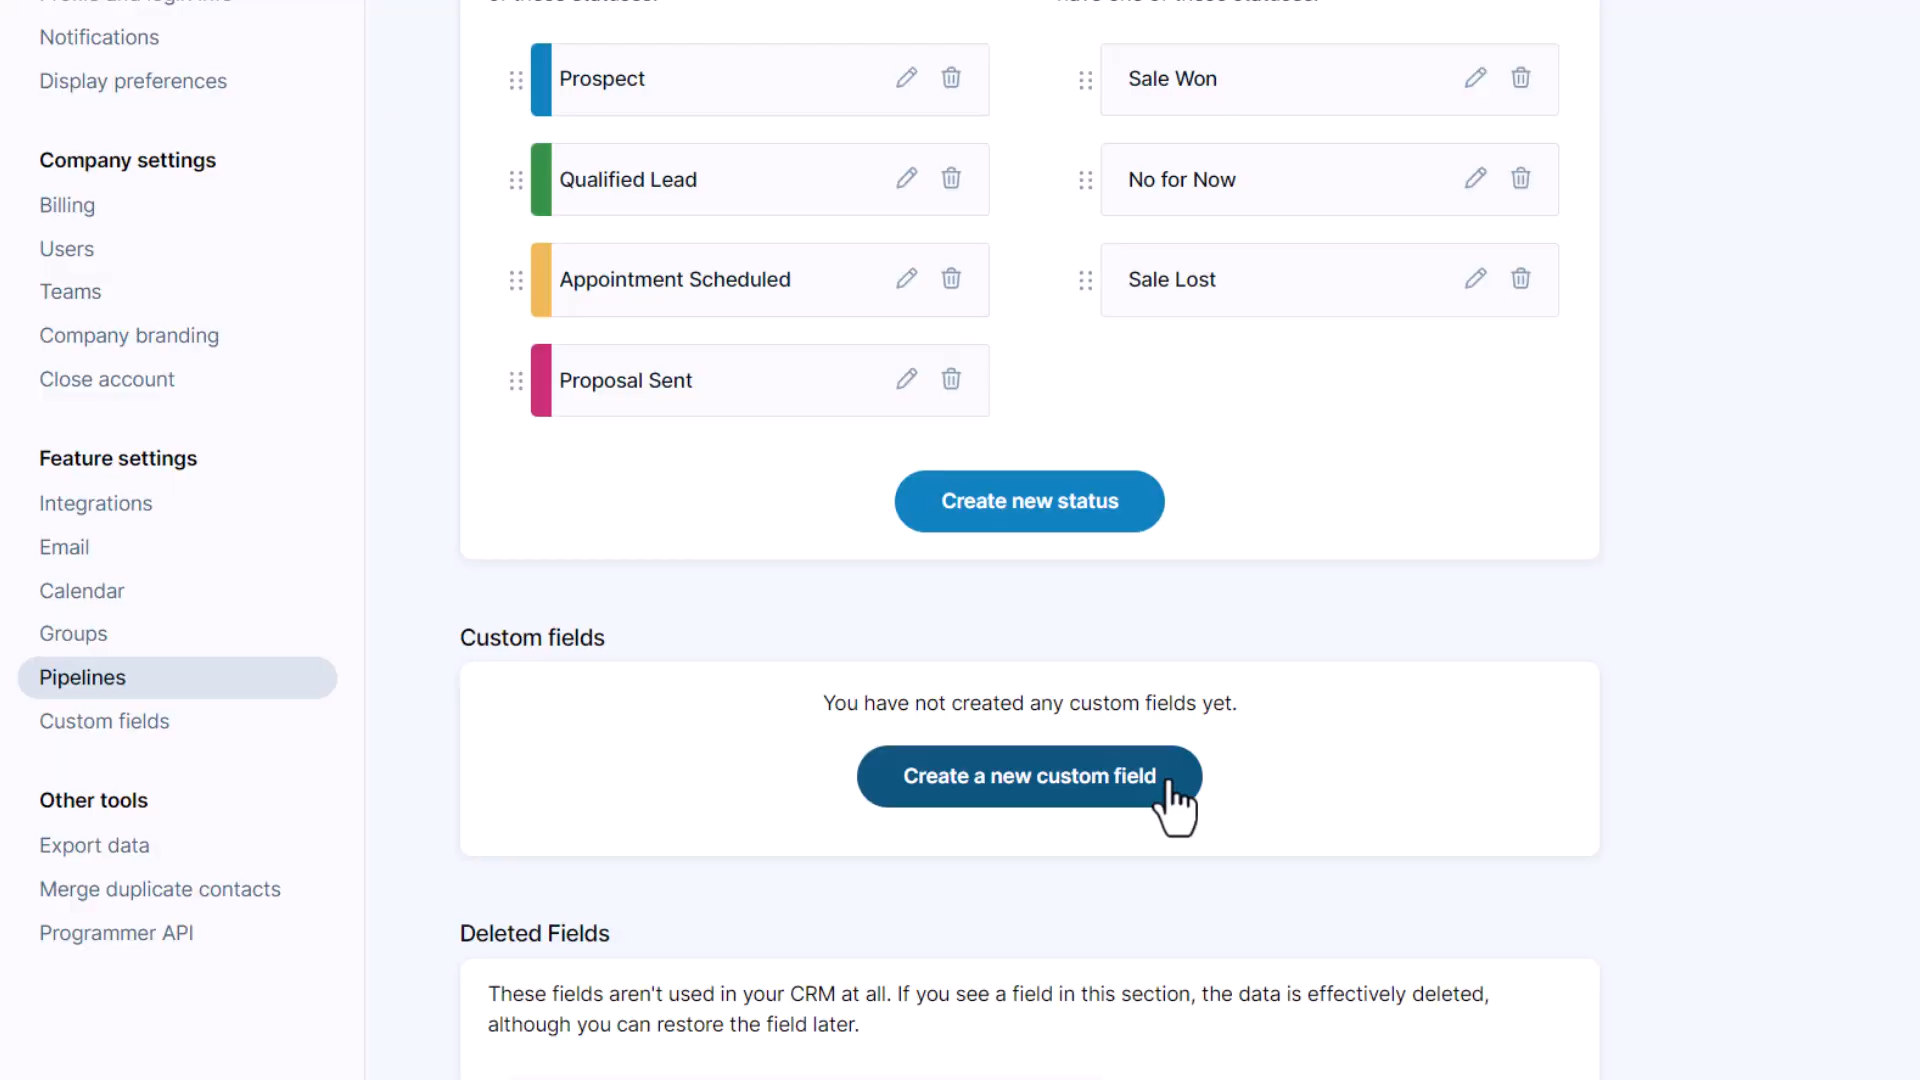 Notifications
Display preferences
Company settings
Billing
Users
Teams
Company branding
Close account
Feature settings
Integrations
Email
Calendar
Groups
Pipelines
Custom fields
Other tools
Export data
Merge duplicate contacts
Programmer API
Prospect
Qualified Lead
Appointment Scheduled
Proposal Sent
Sale Won
No for Now
Sale Lost
Create new status
Custom fields
You have not created any custom fields yet.
Create a new custom field
Deleted Fields
These fields aren't used in your CRM at all. If you see a field in this section, the data is effectively deleted,
although you can restore the field later.